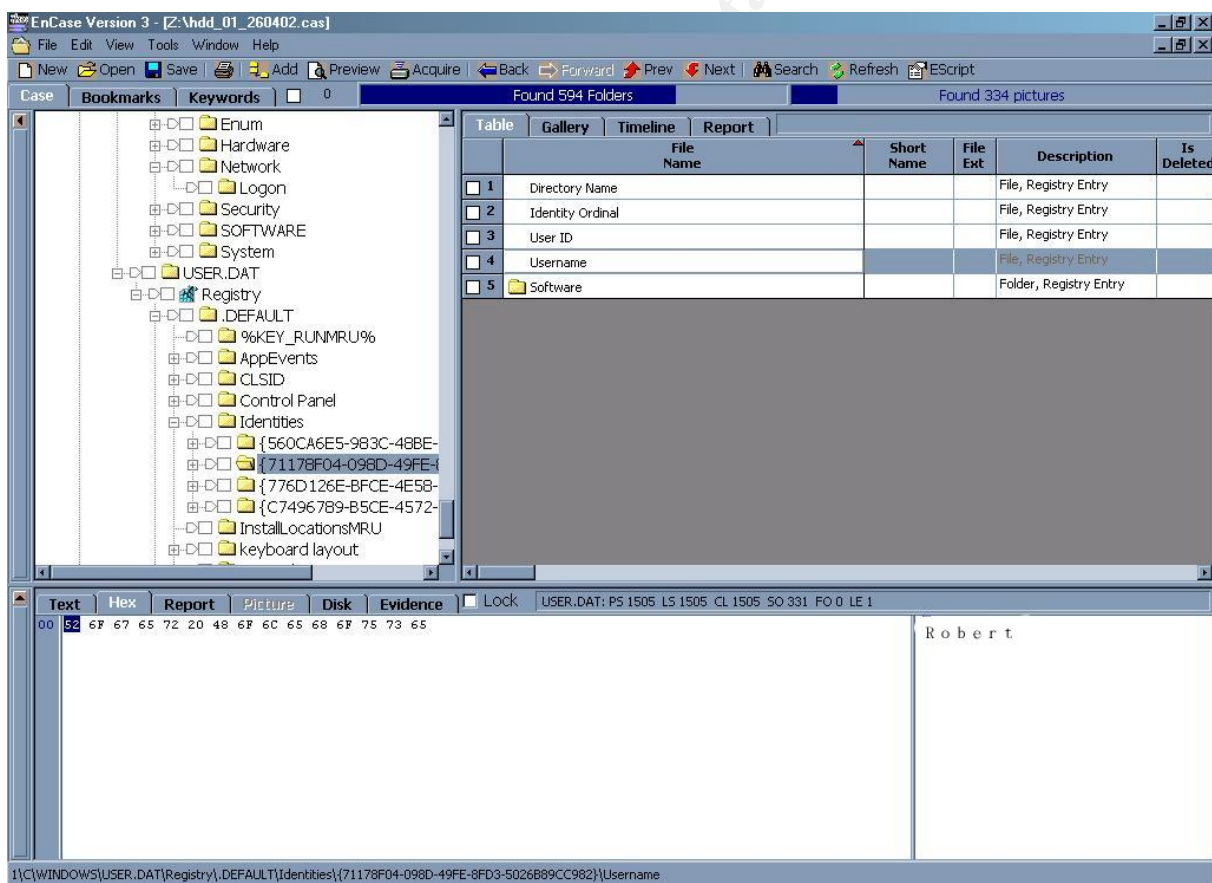 EnCase Version 3 - [Z:\hdd_01_260402.cas]
File Edit View Tools Window Help
New Open Save Add Preview Acquire Back Forward Prev Next Search Refresh EScript
Case Bookmarks Keywords 0 Found 594 Folders Found 334 pictures
Enum
Hardware
Network
Logon
Security
SOFTWARE
System
USER.DAT
Registry
.DEFAULT
%KEY_RUNMRU%
AppEvents
CLSID
Control Panel
Identities
{560CA6E5-983C-48BE-
{71178F04-098D-49FE-8
{776D126E-BFCE-4E58-
{C7496789-B5CE-4572-
InstallLocationsMRU
keyboard layout
Table Gallery Timeline Report
File Name Short Name File Ext Description Is Deleted
1 Directory Name File, Registry Entry
2 Identity Ordinal File, Registry Entry
3 User ID File, Registry Entry
4 Username File, Registry Entry
5 Software Folder, Registry Entry
Text Hex Report Picture Disk Evidence Lock USER.DAT: PS 1505 LS 1505 CL 1505 SO 331 FO 0 LE 1
00 52 6F 67 65 72 20 48 6F 6C 65 68 6F 75 73 65
Robert
1\C\WINDOWS\USER.DAT\Registry\.DEFAULT\Identities\{71178F04-098D-49FE-8FD3-5026B89CC982}\Username